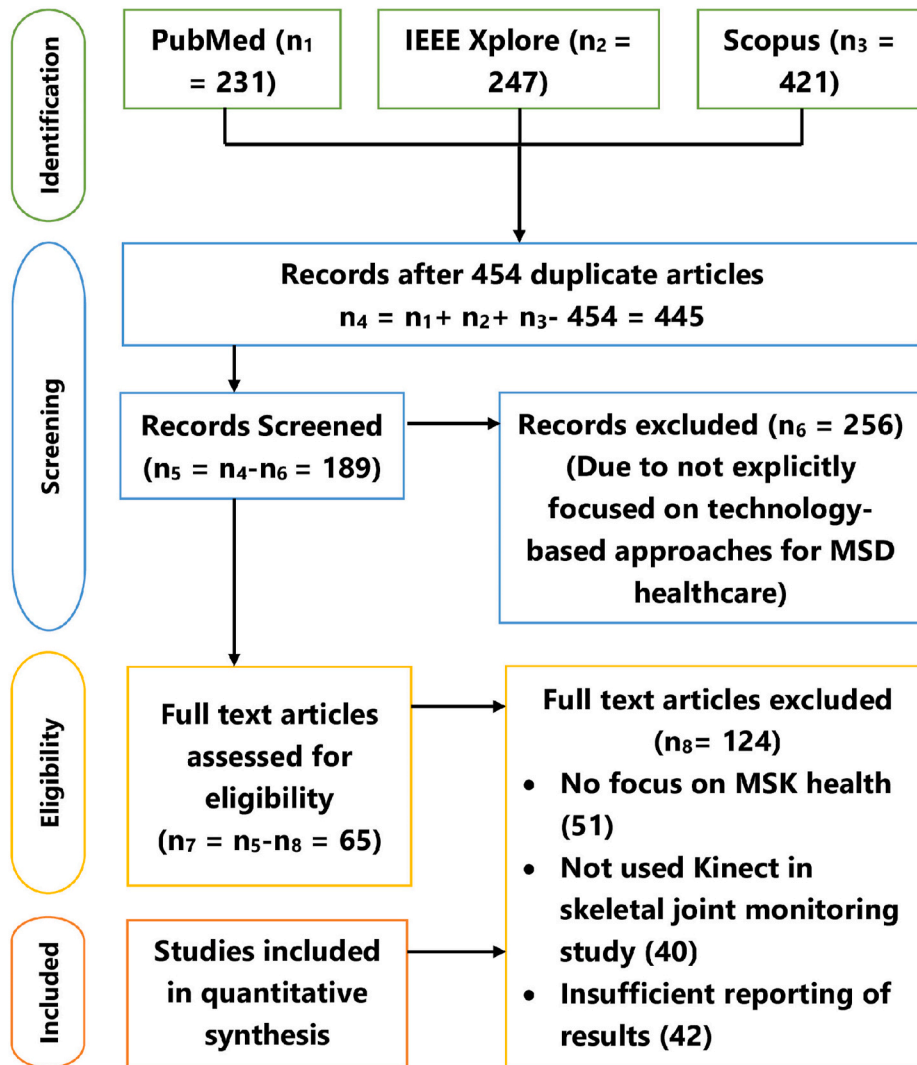 Identification
PubMed (n₁
= 231)
IEEE Xplore (n₂ =
247)
Scopus (n₃ =
421)
Screening
Records after 454 duplicate articles
n₄ = n₁+ n₂+ n₃- 454 = 445
Records Screened
(n₅ = n₄-n₆ = 189)
Records excluded (n₆ = 256)
(Due to not explicitly
focused on technology-
based approaches for MSD
healthcare)
Eligibility
Full text articles
assessed for
eligibility
(n₇ = n₅-n₈ = 65)
Full text articles excluded
(n₈= 124)
• No focus on MSK health
(51)
• Not used Kinect in
skeletal joint monitoring
study (40)
• Insufficient reporting of
results (42)
Included
Studies included
in quantitative
synthesis